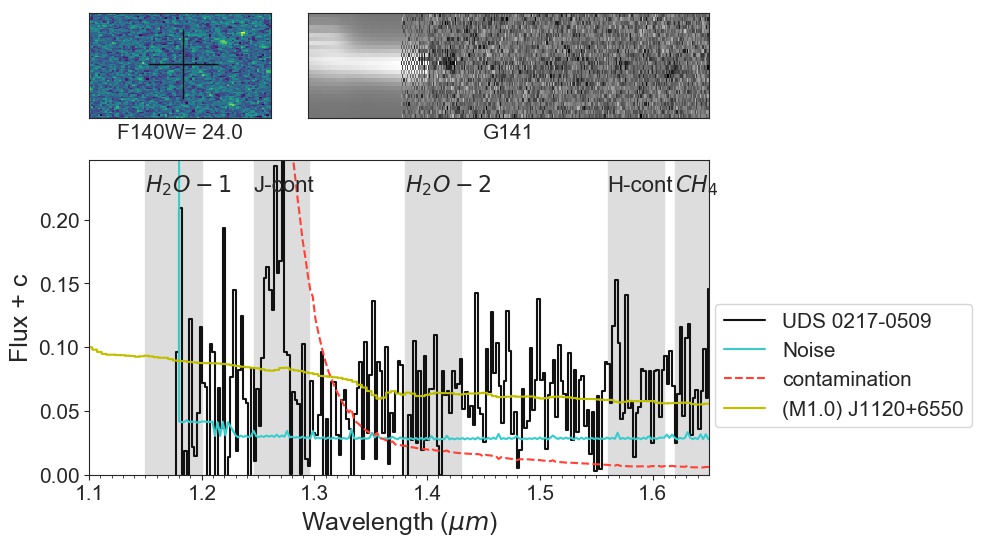 F140W= 24.0
G141
H₂O − 1
J-cont
H₂O − 2
H-cont
CH₄
Flux + c
0.20
0.15
0.10
0.05
0.00
1.1
1.2
1.3
1.4
1.5
1.6
Wavelength (μm)
UDS 0217-0509
Noise
contamination
(M1.0) J1120+6550